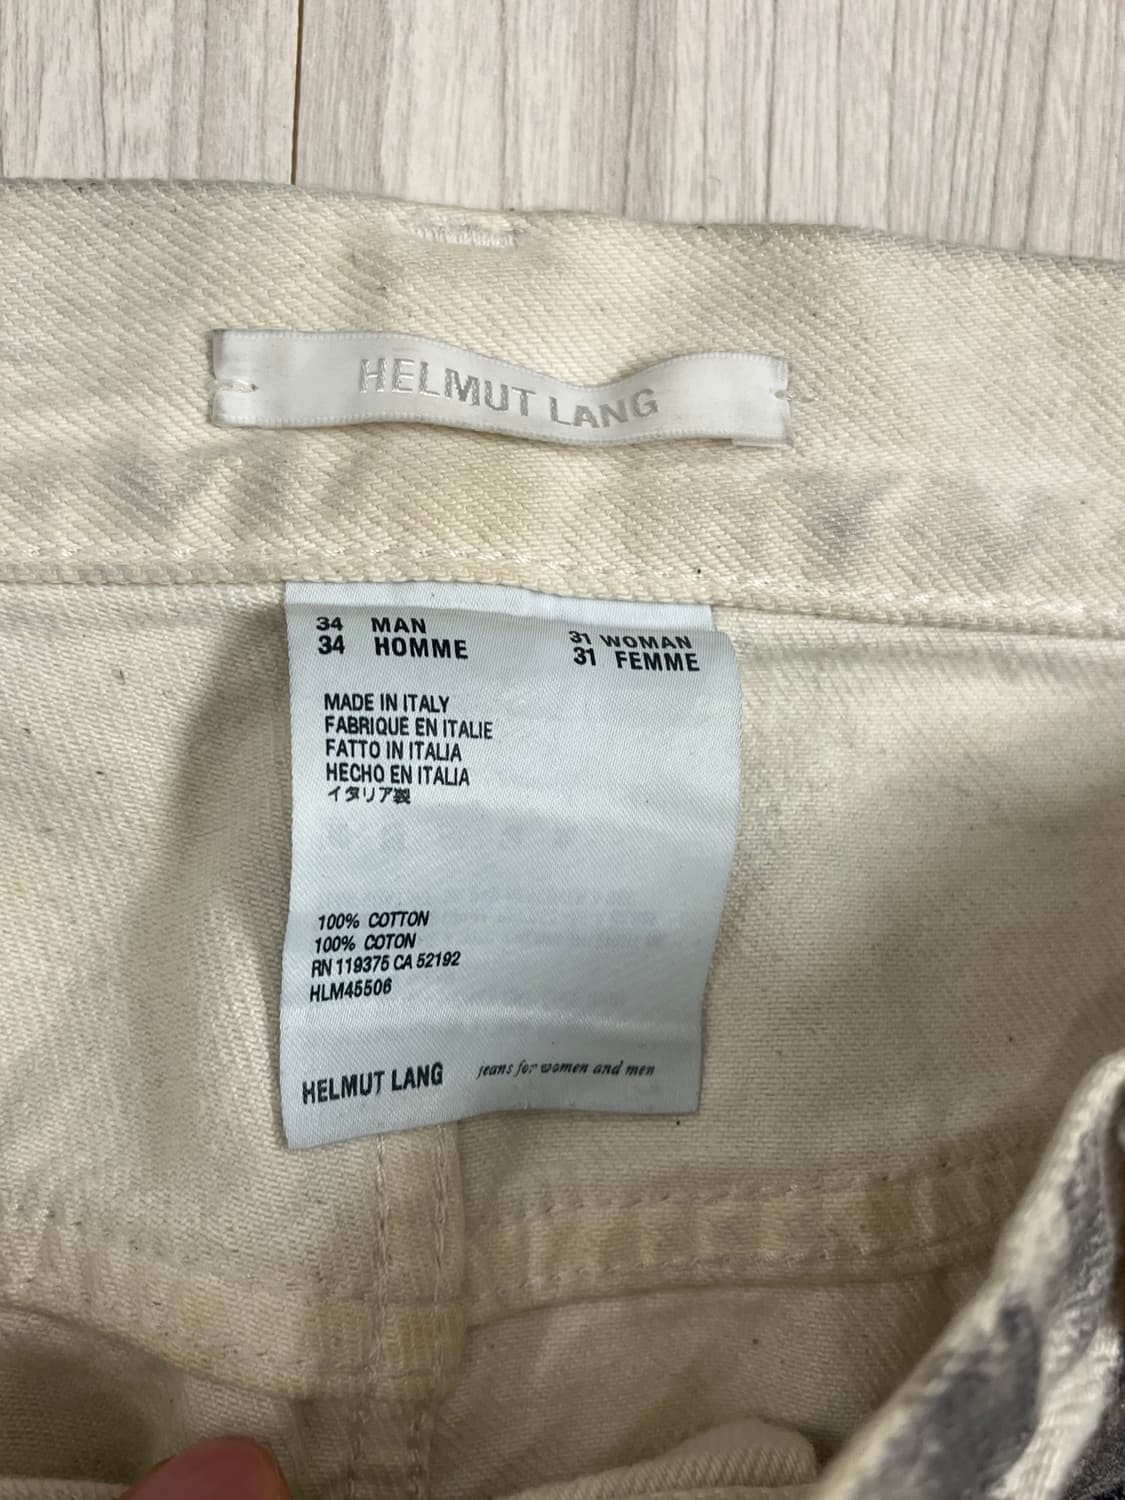 HELMUT LANG
34 MAN
34 HOMME
31 WOMAN
31 FEMME
MADE IN ITALY
FABRIQUE EN ITALIE
FATTO IN ITALIA
HECHO EN ITALIA
イタリア製
100% COTTON
100% COTON
RN 119375 CA 52192
HLM45506
HELMUT LANG jeans for women and men